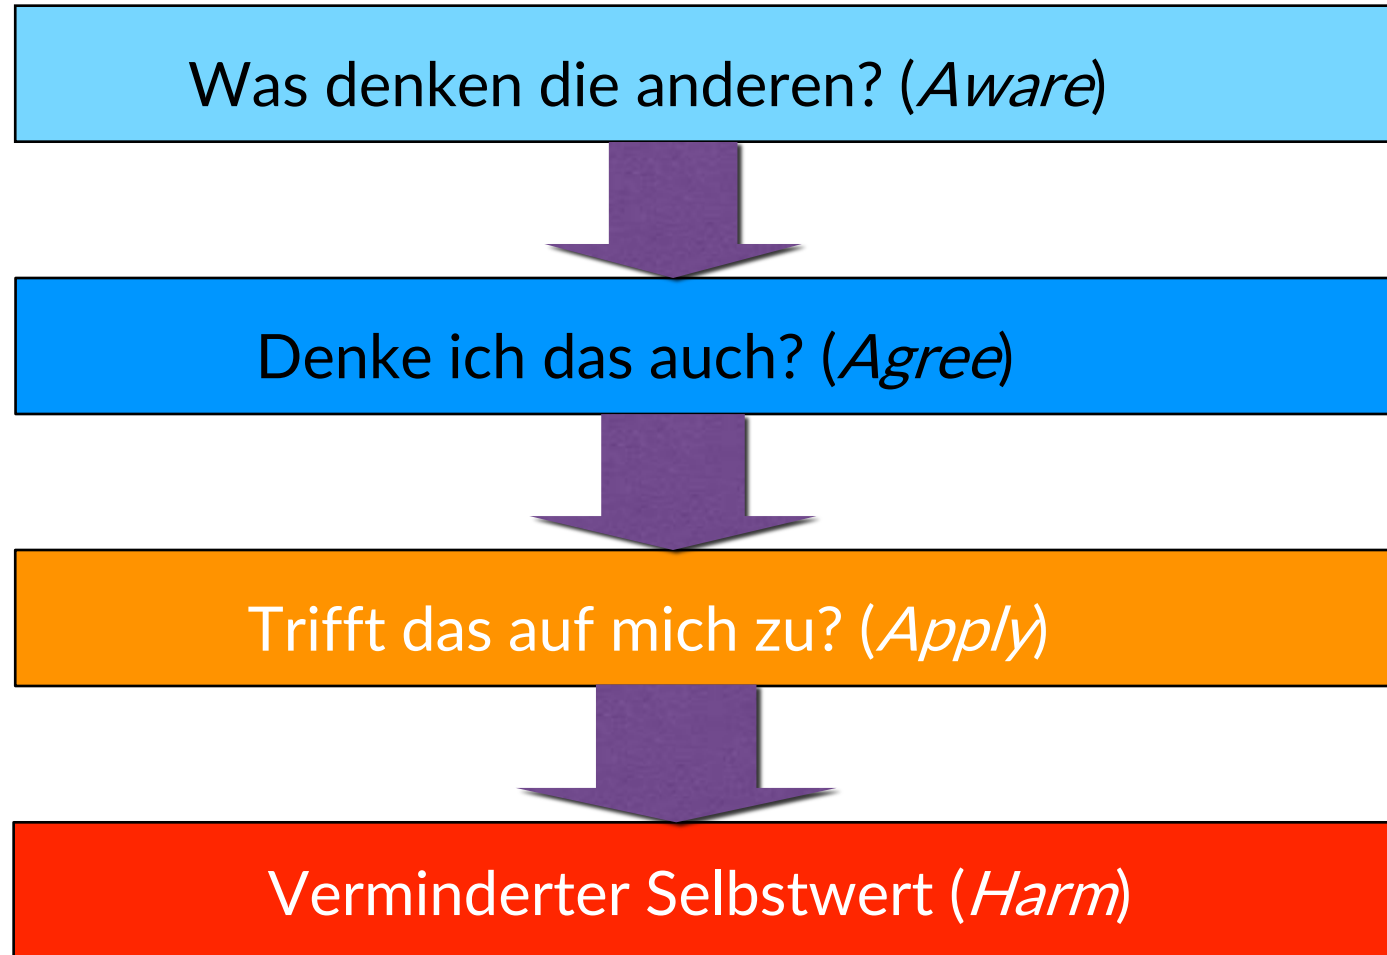 Was denken die anderen? (Aware)
Denke ich das auch? (Agree)
Trifft das auf mich zu? (Apply)
Verminderter Selbstwert (Harm)